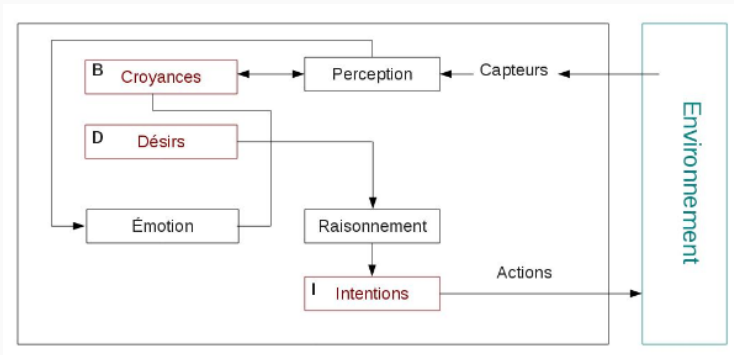 B Croyances
Perception
Capteurs
D Désirs
Émotion
Raisonnement
I Intentions
Actions
Environnement